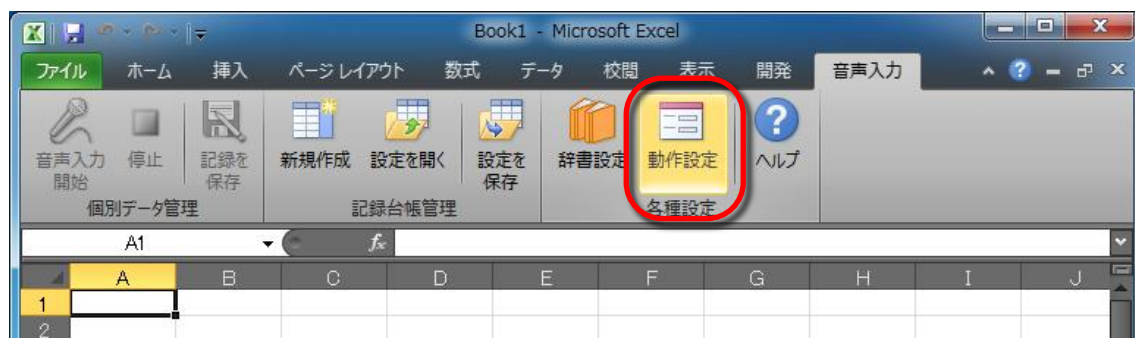 Book1 - Microsoft Excel
ファイル ホーム 挿入 ページ レイアウト 数式 データ 校閲 表示 開発 音声入力
音声入力 開始 停止 記録を 保存 新規作成 設定を開く 設定を 保存 辞書設定 動作設定 ヘルプ
個別データ管理 記録台帳管理 各種設定
A1 fx
A B C D E F G H I J
1
2